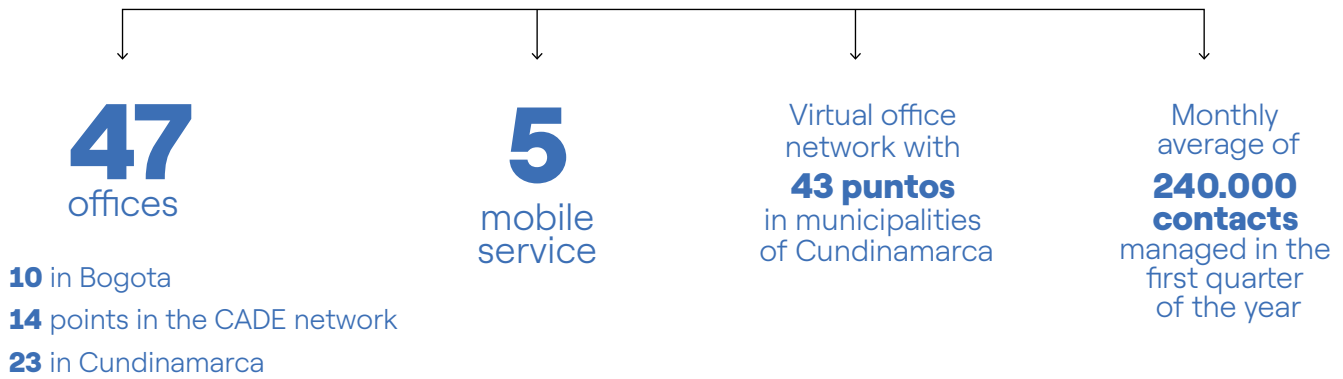 47
offices
10 in Bogota
14 points in the CADE network
23 in Cundinamarca
5
mobile
service
Virtual office
network with
43 puntos
in municipalities
of Cundinamarca
Monthly
average of
240.000
contacts
managed in the
first quarter
of the year